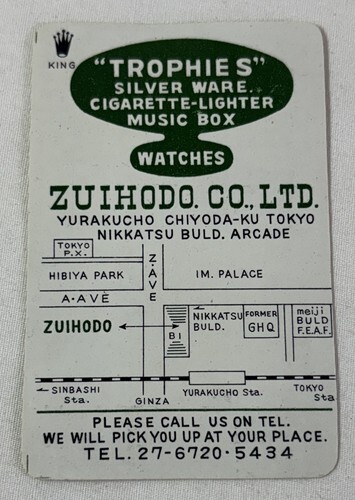 KING
"TROPHIES"
SILVER WARE.
CIGARETTE-LIGHTER
MUSIC BOX
WATCHES
ZUIHODO. CO., LTD.
YURAKUCHO CHIYODA-KU TOKYO
NIKKATSU BULD. ARCADE
TOKYO
P.X.
Z.AVE
HIBIYA PARK
IM. PALACE
A.AVE
ZUIHODO
B1
NIKKATSU
BULD.
FORMER
GHQ
meiji
BULD
F.E.A.F.
SINBASHI
Sta.
GINZA
YURAKUCHO Sta.
TOKYO
Sta
PLEASE CALL US ON TEL.
WE WILL PICK YOU UP AT YOUR PLACE.
TEL. 27-6720·5434